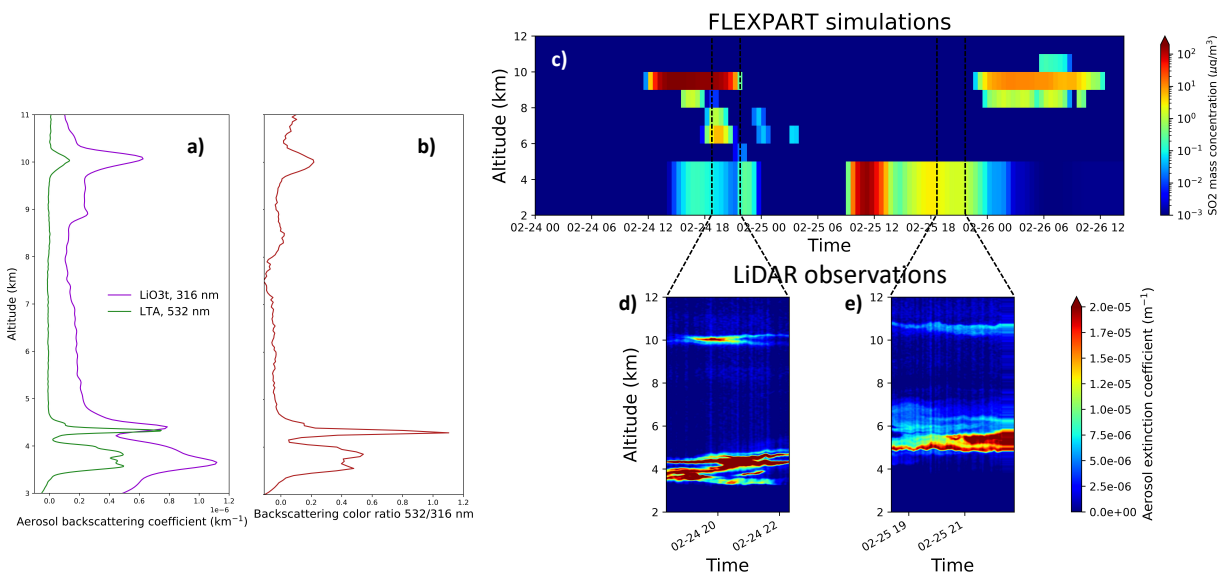 FLEXPART simulations
c)
12
10
8
6
4
2
Altitude (km)
02-24 00 02-24 06 02-24 12 02-24 18 02-25 00 02-25 06 02-25 12 02-25 18 02-26 00 02-26 06 02-26 12
Time
10^2
10^1
10^0
10^-1
10^-2
10^-3
SO2 mass concentration (μg/m^3)
a)
11
10
9
8
7
6
5
4
3
Altitude (km)
LiO3t, 316 nm
LTA, 532 nm
0.0 0.2 0.4 0.6 0.8 1.0 1.2
1e-6
Aerosol backscattering coefficient (km^-1)
b)
0.0 0.2 0.4 0.6 0.8 1.0 1.2
Backscattering color ratio 532/316 nm
LiDAR observations
d)
12
10
8
6
4
2
Altitude (km)
02-24 20 02-24 22
Time
e)
12
10
8
6
4
2
02-25 19 02-25 21
Time
2.0e-05
1.7e-05
1.5e-05
1.2e-05
1.0e-05
7.5e-06
5.0e-06
2.5e-06
0.0e+00
Aerosol extinction coefficient (m^-1)